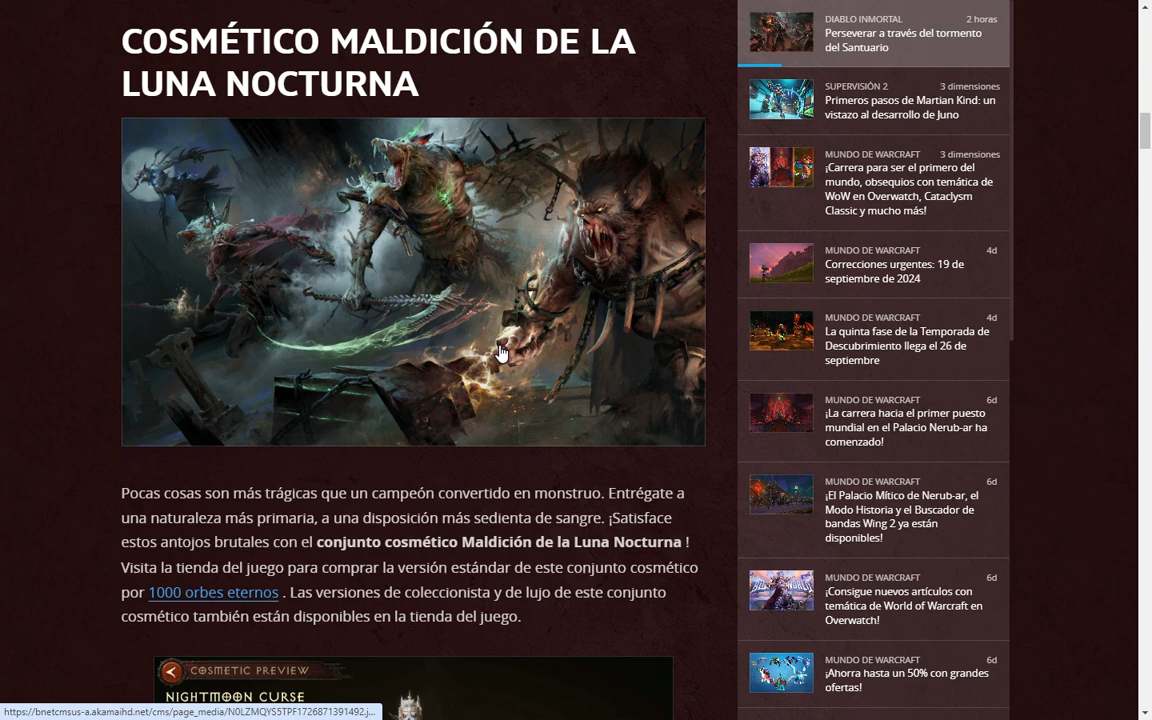 COSMÉTICO MALDICIÓN DE LA
LUNA NOCTURNA
Pocas cosas son más trágicas que un campeón convertido en monstruo. Entrégate a
una naturaleza más primaria, a una disposición más sedienta de sangre. ¡Satisface
estos antojos brutales con el conjunto cosmético Maldición de la Luna Nocturna !
Visita la tienda del juego para comprar la versión estándar de este conjunto cosmético
por 1000 orbes eternos . Las versiones de coleccionista y de lujo de este conjunto
cosmético también están disponibles en la tienda del juego.
COSMETIC PREVIEW
NIGHTMOON CURSE
DIABLO INMORTAL 2 horas
Perseverar a través del tormento
del Santuario
SUPERVISIÓN 2 3 dimensiones
Primeros pasos de Martian Kind: un
vistazo al desarrollo de Juno
MUNDO DE WARCRAFT 3 dimensiones
¡Carrera para ser el primero del
mundo, obsequios con temática de
WoW en Overwatch, Cataclysm
Classic y mucho más!
MUNDO DE WARCRAFT 4d
Correcciones urgentes: 19 de
septiembre de 2024
MUNDO DE WARCRAFT 4d
La quinta fase de la Temporada de
Descubrimiento llega el 26 de
septiembre
MUNDO DE WARCRAFT 6d
¡La carrera hacia el primer puesto
mundial en el Palacio Nerub-ar ha
comenzado!
MUNDO DE WARCRAFT 6d
¡El Palacio Mítico de Nerub-ar, el
Modo Historia y el Buscador de
bandas Wing 2 ya están
disponibles!
MUNDO DE WARCRAFT 6d
¡Consigue nuevos artículos con
temática de World of Warcraft en
Overwatch!
MUNDO DE WARCRAFT 6d
¡Ahorra hasta un 50% con grandes
ofertas!
https://bnetcmsus-a.akamaihd.net/cms/page_media/N0LZMQYS5TPF1726871391492.j...